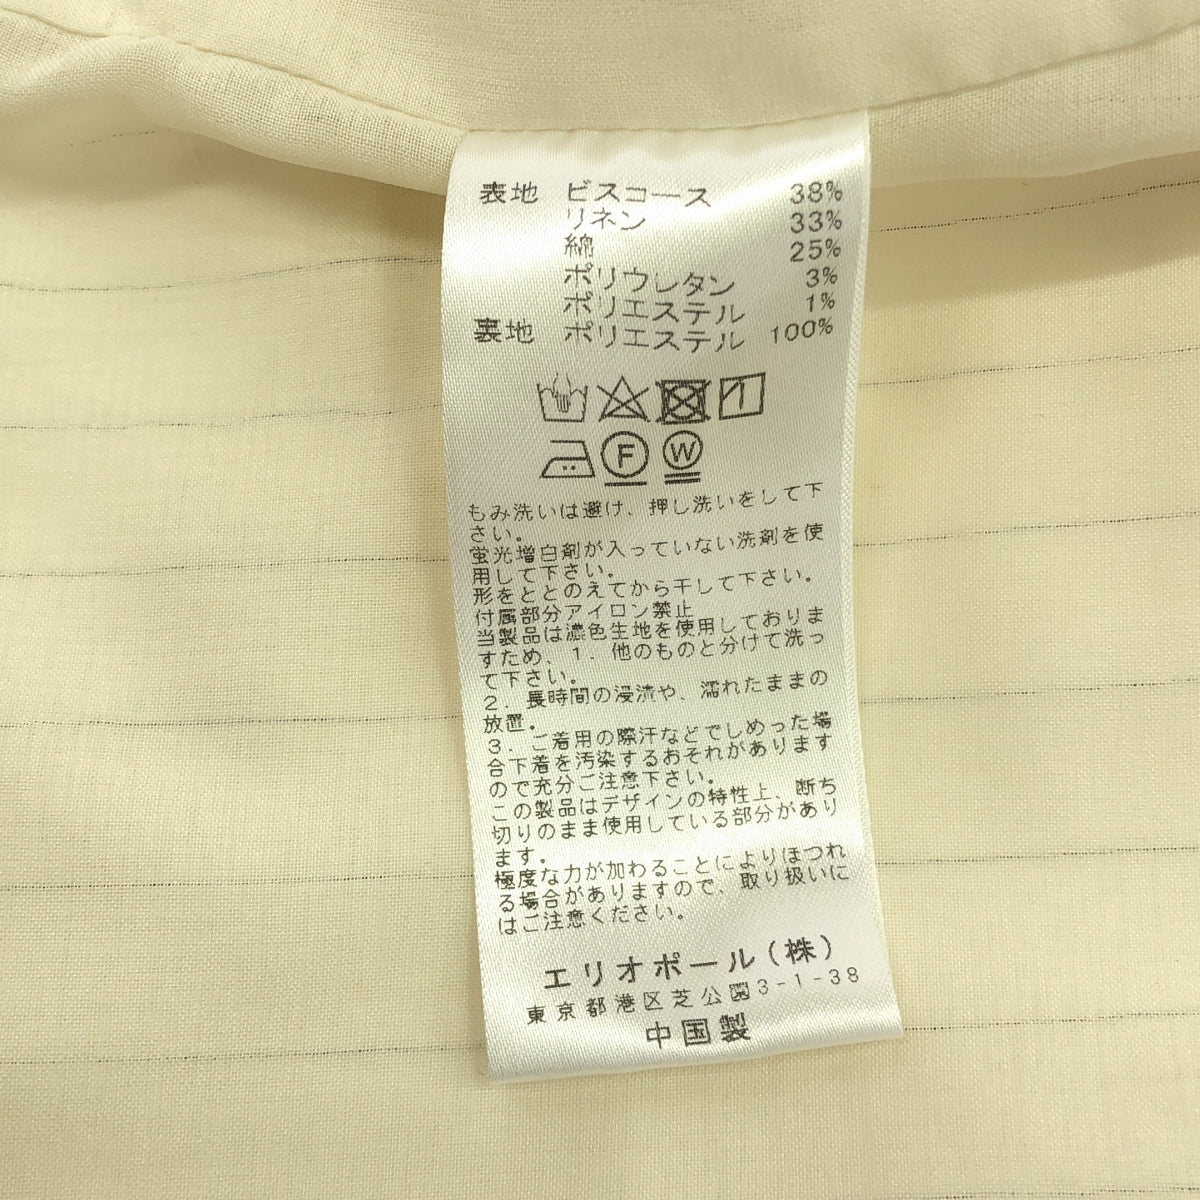 表地 ビスコース 38%
リネン 33%
綿 25%
ポリウレタン 3%
ポリエステル 1%
裏地 ポリエステル 100%
F W
もみ洗いは避け、押し洗いをして下
さい。
蛍光増白剤が入っていない洗剤を使
用して下さい。
形をととのえてから干して下さい。
付属部分アイロン禁止
当製品は濃色生地を使用しておりま
すため、1．他のものと分けて洗っ
て下さい。
2．長時間の浸漬や、濡れたままの
放置。
3．ご着用の際汗などでしめった場
合下着を汚染するおそれがあります
ので充分ご注意下さい。
この製品はデザインの特性上、断ち
切りのまま使用している部分があり
ます。
極度な力が加わることによりほつれ
る場合がありますので、取り扱いに
はご注意ください。
エリオポール(株)
東京都港区芝公園3-1-38
中国製